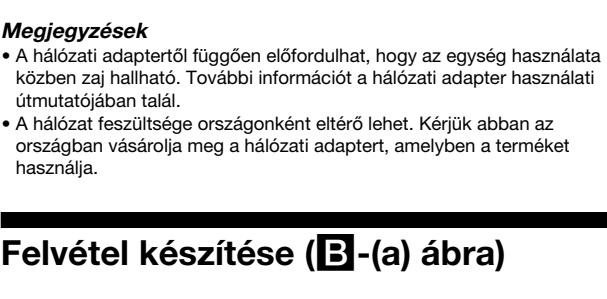 Megjegyzések
• A hálózati adaptertől függően előfordulhat, hogy az egység használata
közben zaj hallható. További információt a hálózati adapter használati
útmutatójában talál.
• A hálózat feszültsége országonként eltérő lehet. Kérjük abban az
országban vásárolja meg a hálózati adaptert, amelyben a terméket
használja.
Felvétel készítése (B-(a) ábra)